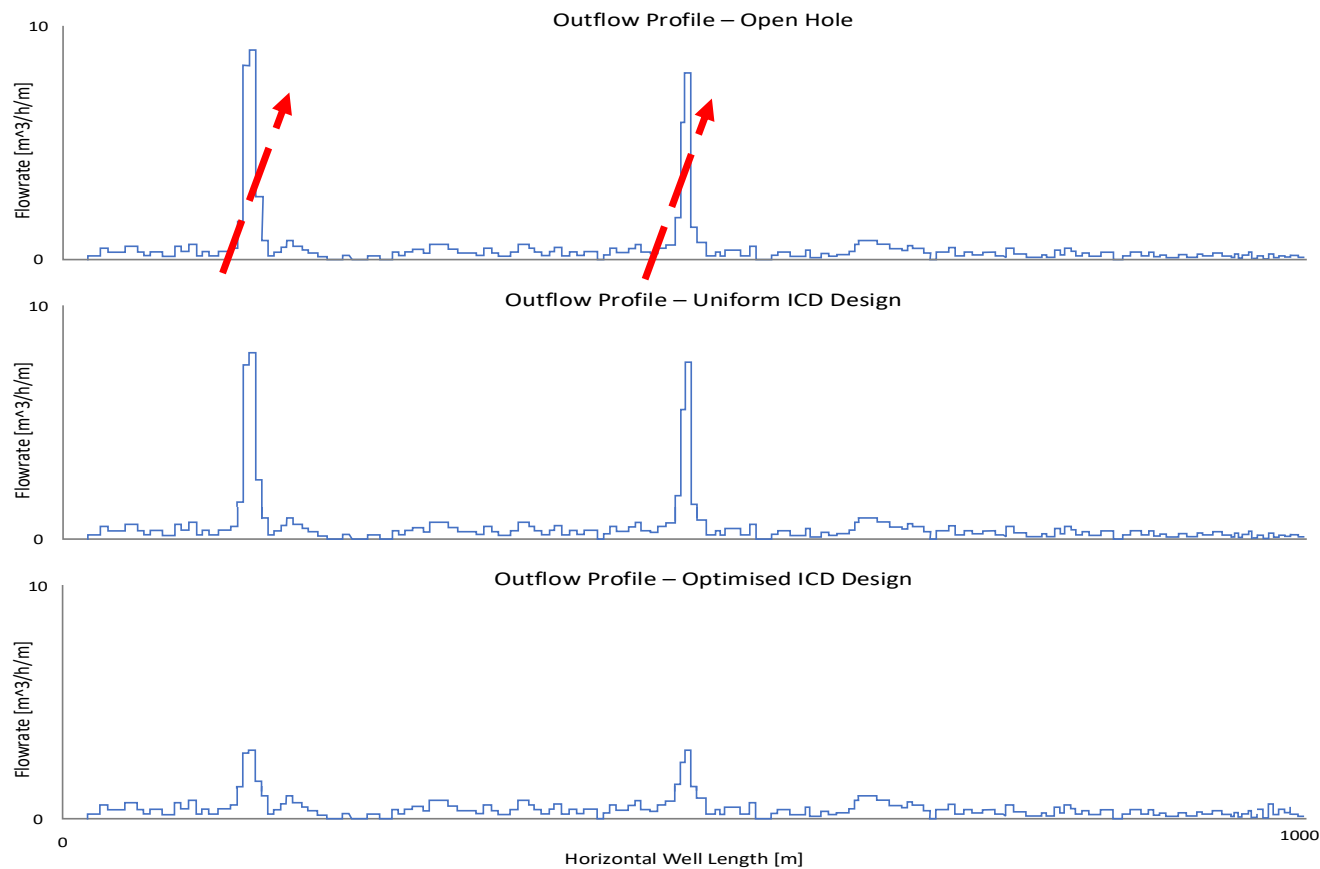 Outflow Profile – Open Hole
10
Flowrate [m^3/h/m]
0
Outflow Profile – Uniform ICD Design
10
Flowrate [m^3/h/m]
0
Outflow Profile – Optimised ICD Design
10
Flowrate [m^3/h/m]
0
0
1000
Horizontal Well Length [m]